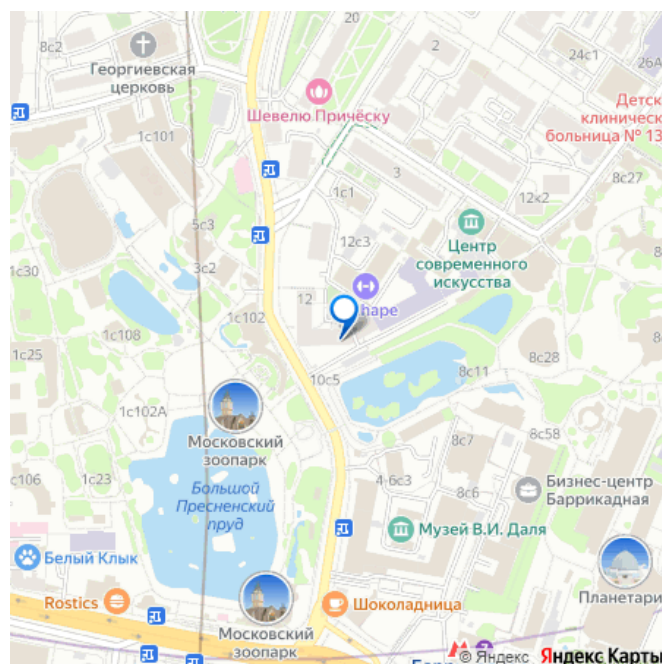 8с2
Георгиевская
церковь
2
24с1
26А
Шевелю Причёску
Детск
клиническ
больница № 13
1с101
3
8с27
1с1
12к2
5с3
12с3
Центр
современного
искусства
3с2
1с30
12
hape
1с102
1с108
8с28
1с25
10с5
8с11
1с102А
Московский
зоопарк
8с7
8с58
с106
1с23
4-6с3
8с6
Бизнес-центр
Баррикадная
Большой
Пресненский
пруд
Музей В.И. Даля
Белый Клык
Планетари
Rostics
Шоколадница
Московский
зоопарк
© Яндекс Яндекс Карты